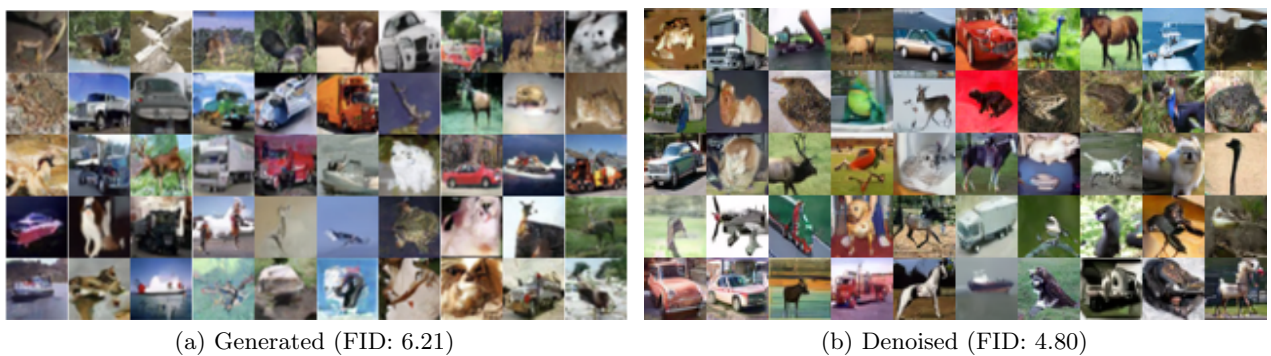 (a) Generated (FID: 6.21)
(b) Denoised (FID: 4.80)